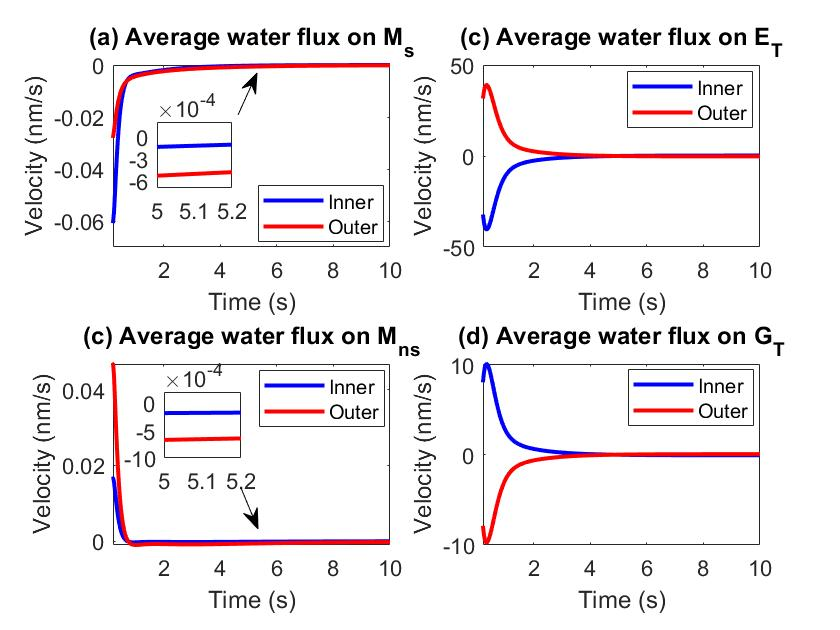 (a) Average water flux on M_s
Velocity (nm/s)
0
-0.02
-0.04
-0.06
×10^-4
0
-3
-6
5 5.1 5.2
Inner
Outer
2 4 6 8 10
Time (s)
(c) Average water flux on E_T
Velocity (nm/s)
50
0
-50
Inner
Outer
2 4 6 8 10
Time (s)
(c) Average water flux on M_ns
Velocity (nm/s)
0.04
0.02
0
×10^-4
0
-5
-10
5 5.1 5.2
Inner
Outer
2 4 6 8 10
Time (s)
(d) Average water flux on G_T
Velocity (nm/s)
10
0
-10
Inner
Outer
2 4 6 8 10
Time (s)